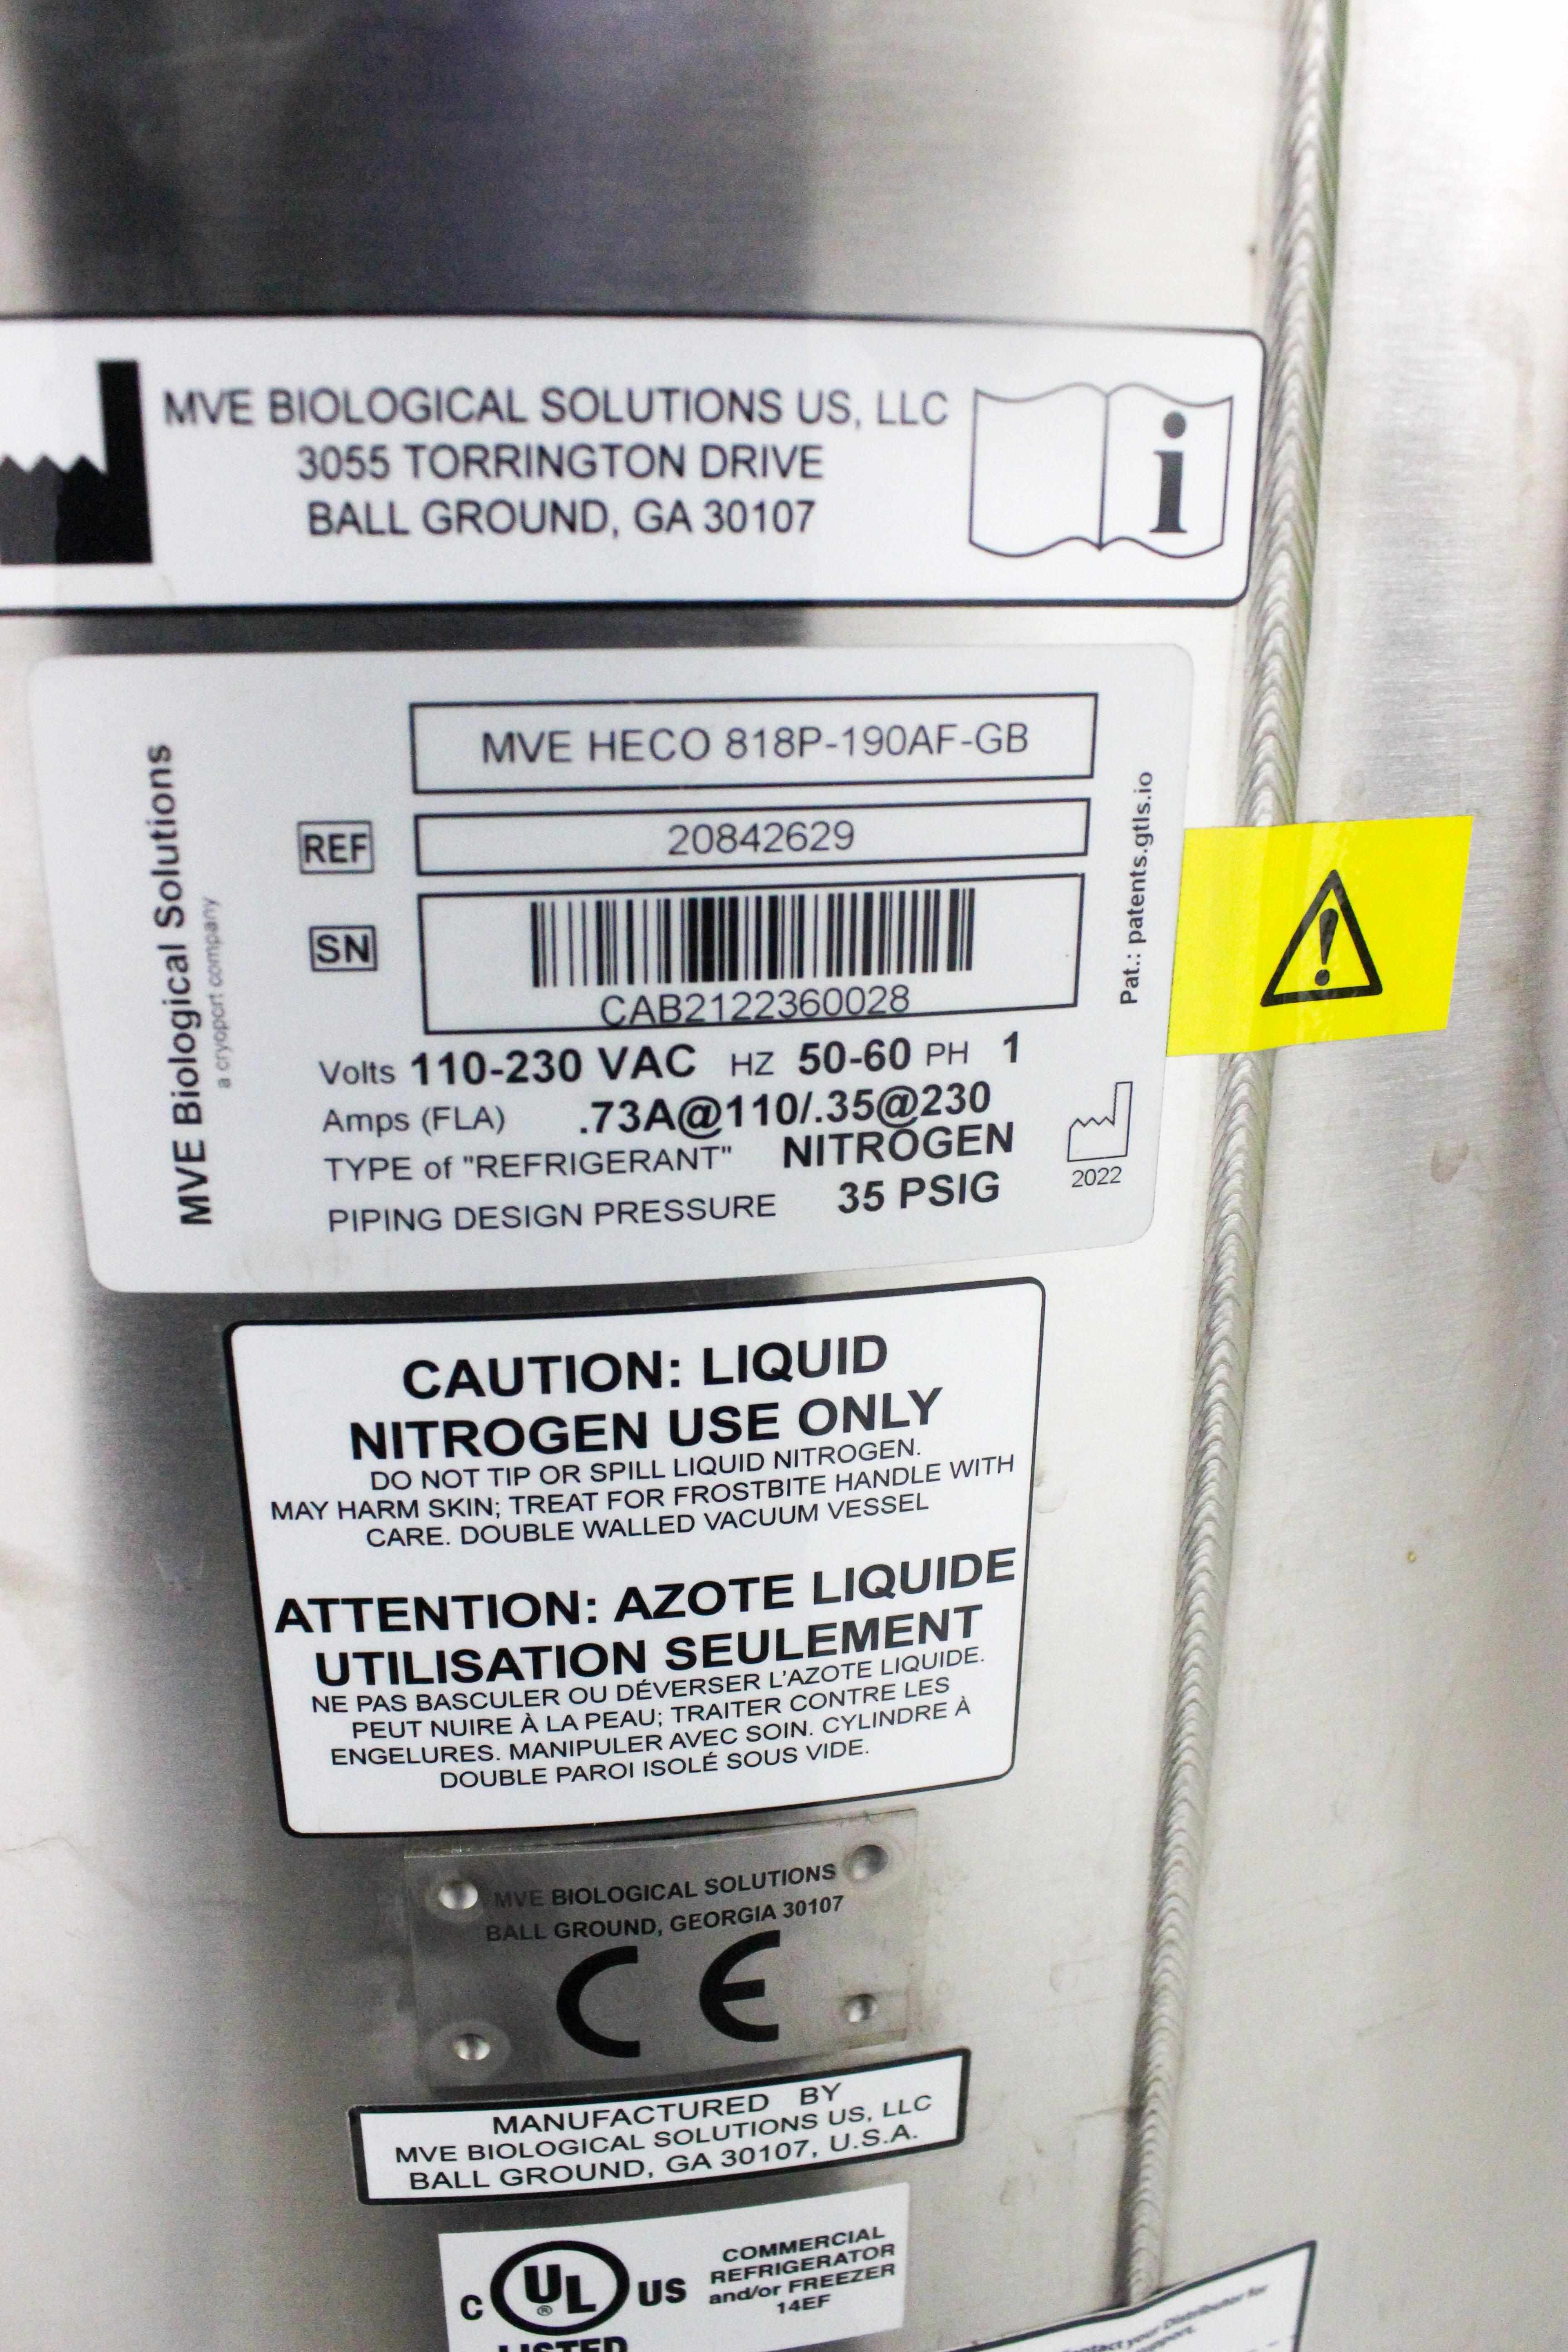 MVE BIOLOGICAL SOLUTIONS US, LLC
3055 TORRINGTON DRIVE
BALL GROUND, GA 30107
i
MVE Biological Solutions
a cryoport company
MVE HECO 818P-190AF-GB
REF 20842629
SN
CAB2122360028
Pat.: patents.gtls.io
Volts 110-230 VAC HZ 50-60 PH 1
Amps (FLA) .73A@110/.35@230
TYPE of "REFRIGERANT" NITROGEN
PIPING DESIGN PRESSURE 35 PSIG
2022
!
CAUTION: LIQUID
NITROGEN USE ONLY
DO NOT TIP OR SPILL LIQUID NITROGEN.
MAY HARM SKIN; TREAT FOR FROSTBITE HANDLE WITH
CARE. DOUBLE WALLED VACUUM VESSEL
ATTENTION: AZOTE LIQUIDE
UTILISATION SEULEMENT
NE PAS BASCULER OU DÉVERSER L'AZOTE LIQUIDE.
PEUT NUIRE À LA PEAU; TRAITER CONTRE LES
ENGELURES. MANIPULER AVEC SOIN. CYLINDRE À
DOUBLE PAROI ISOLÉ SOUS VIDE.
MVE BIOLOGICAL SOLUTIONS
BALL GROUND, GEORGIA 30107
CE
MANUFACTURED BY
MVE BIOLOGICAL SOLUTIONS US, LLC
BALL GROUND, GA 30107, U.S.A.
C UL ® US
LISTED
COMMERCIAL
REFRIGERATOR
and/or FREEZER
14EF
your Distributor for
support.